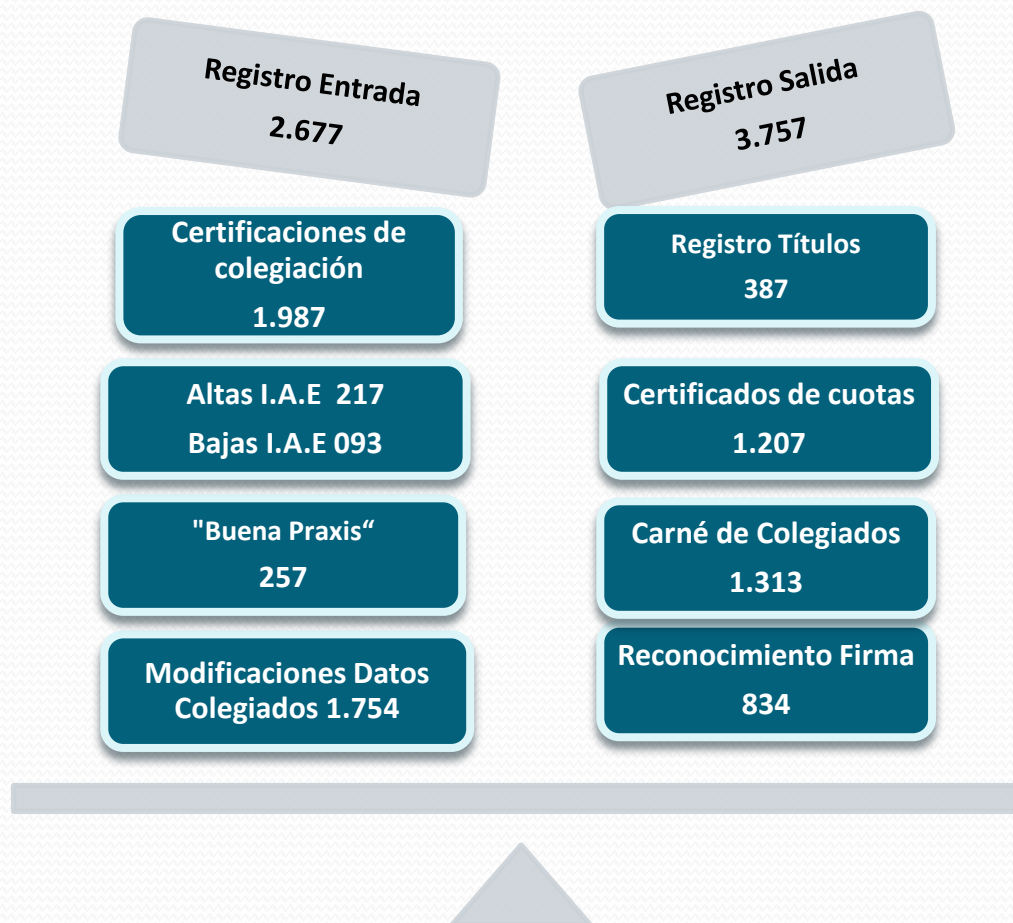 Registro Entrada
2.677
Registro Salida
3.757
Certificaciones de
colegiación
1.987
Altas I.A.E 217
Bajas I.A.E 093
"Buena Praxis“
257
Modificaciones Datos
Colegiados 1.754
Registro Títulos
387
Certificados de cuotas
1.207
Carné de Colegiados
1.313
Reconocimiento Firma
834